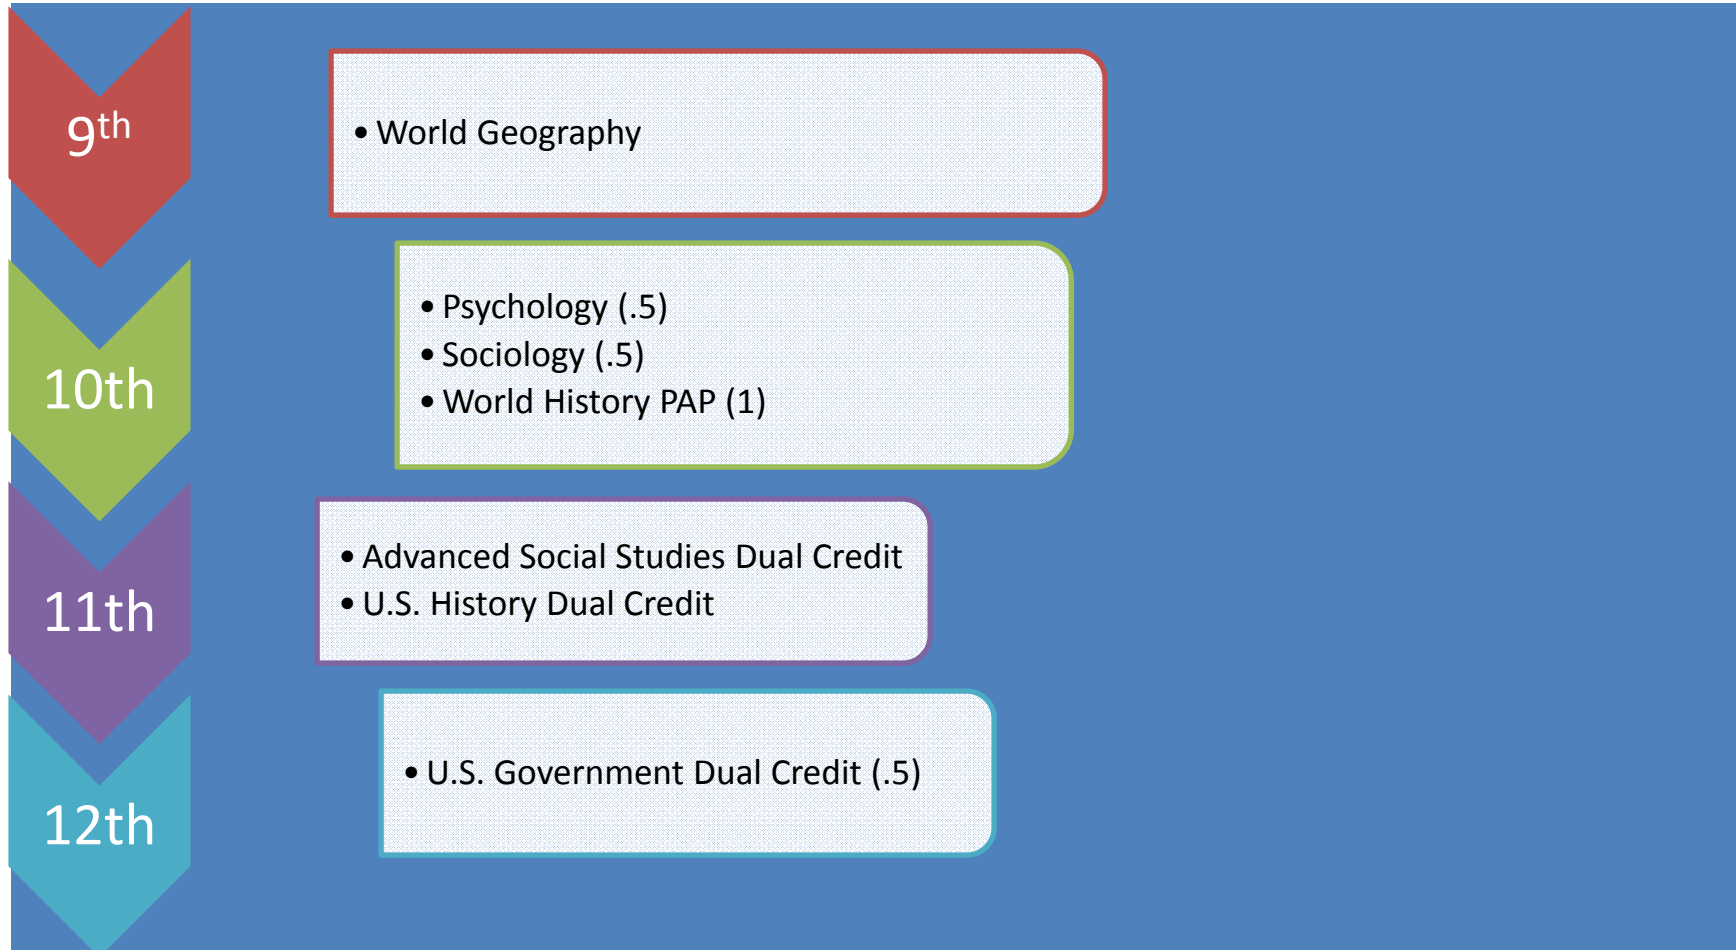 9th
• World Geography
10th
• Psychology (.5)
• Sociology (.5)
• World History PAP (1)
11th
• Advanced Social Studies Dual Credit
• U.S. History Dual Credit
12th
• U.S. Government Dual Credit (.5)